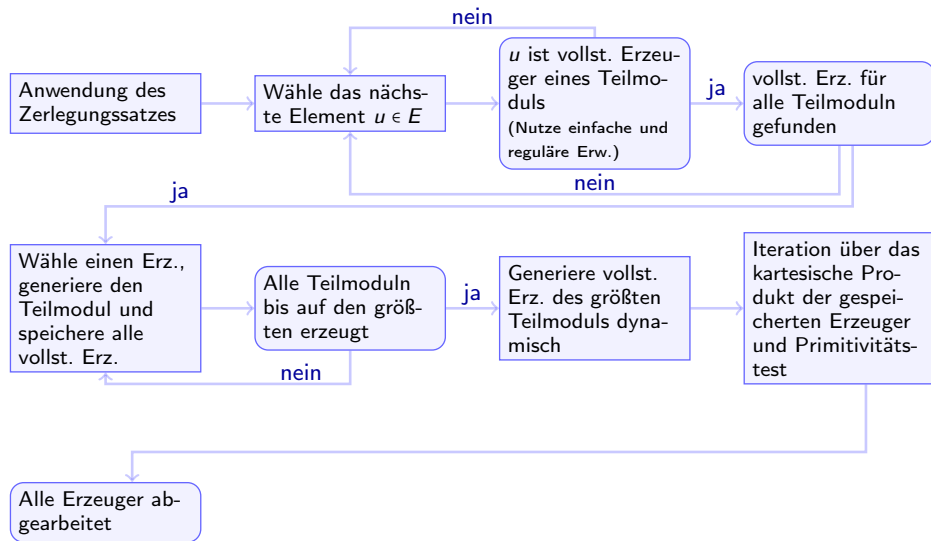 nein
Anwendung des
Zerlegungssatzes
Wähle das nächs-
te Element u ∈ E
u ist vollst. Erzeu-
ger eines Teilmo-
duls
(Nutze einfache und
reguläre Erw.)
ja
vollst. Erz. für
alle Teilmoduln
gefunden
nein
ja
Wähle einen Erz.,
generiere den
Teilmodul und
speichere alle
vollst. Erz.
Alle Teilmoduln
bis auf den größ-
ten erzeugt
ja
Generiere vollst.
Erz. des größten
Teilmoduls dyna-
misch
Iteration über das
kartesische Pro-
dukt der gespei-
cherten Erzeuger
und Primitivitäts-
test
nein
Alle Erzeuger ab-
gearbeitet